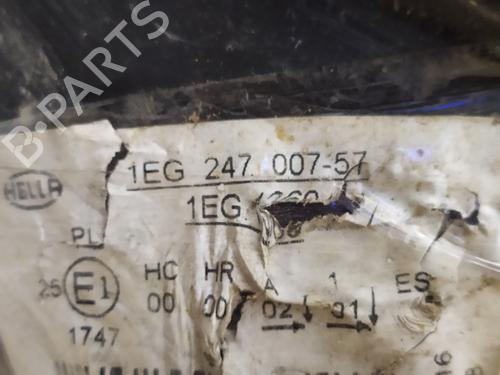 B-PARTS
1EG 247 007-57
HELLA
1EG
PL
HC HR A 1 ES
25 E1 00 00 02 01
1747